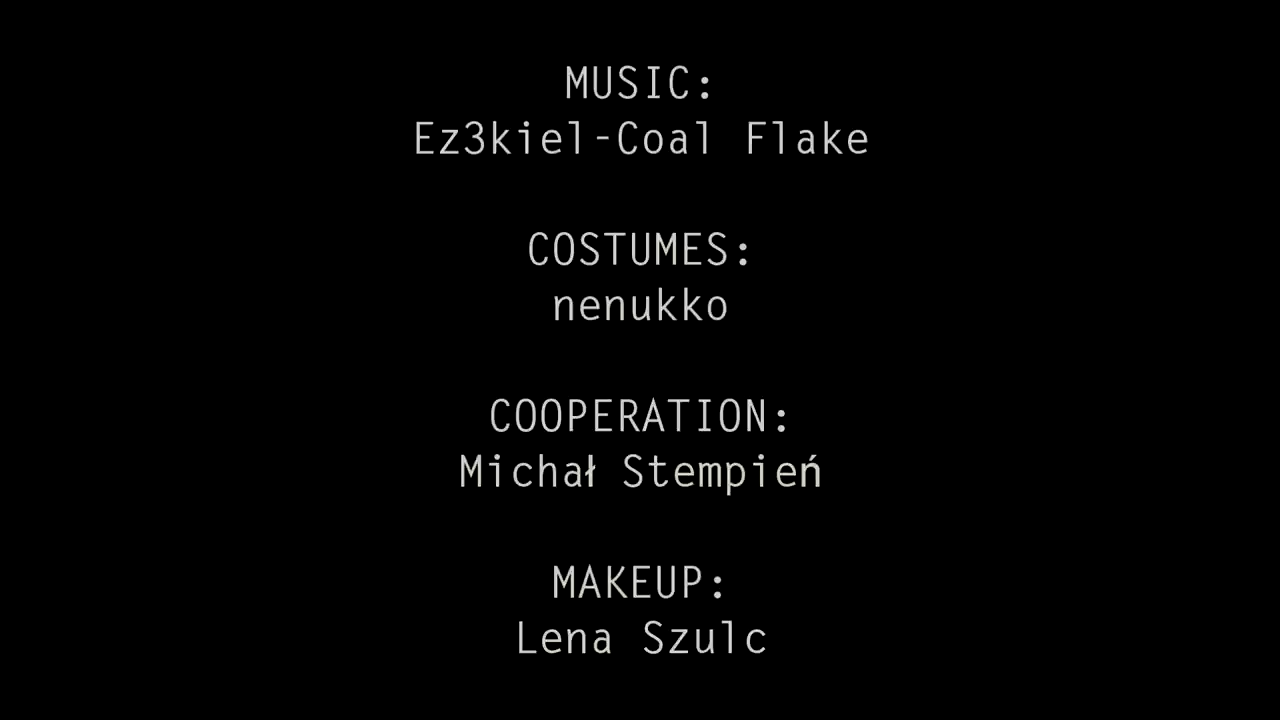 MUSIC:
Ez3kiel-Coal Flake
COSTUMES:
nenukko
COOPERATION:
Michał Stempień
MAKEUP:
Lena Szulc